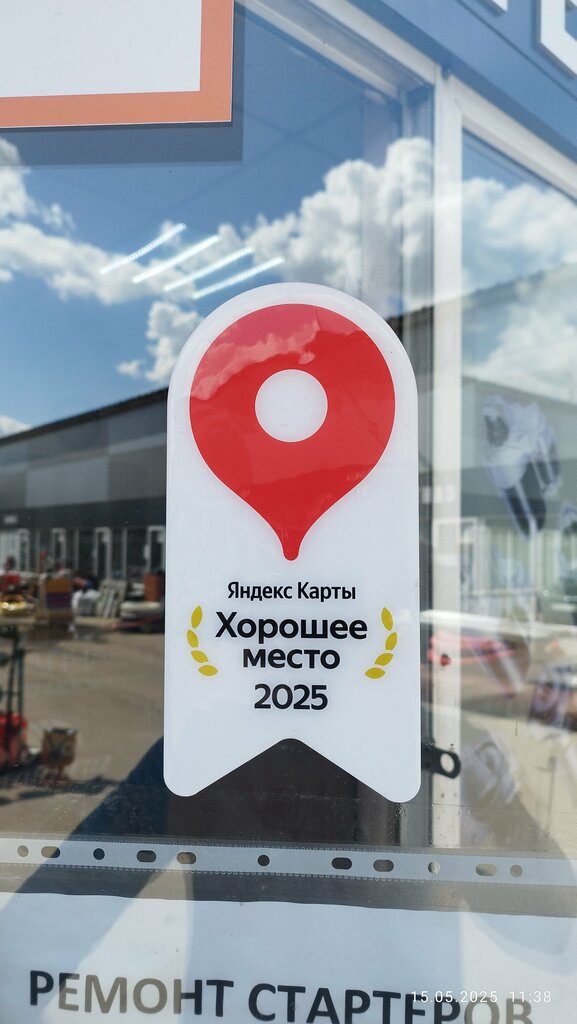 Яндекс Карты
Хорошее
место
2025
РЕМОНТ СТАРТЕРОВ
15.05.2025 11:38